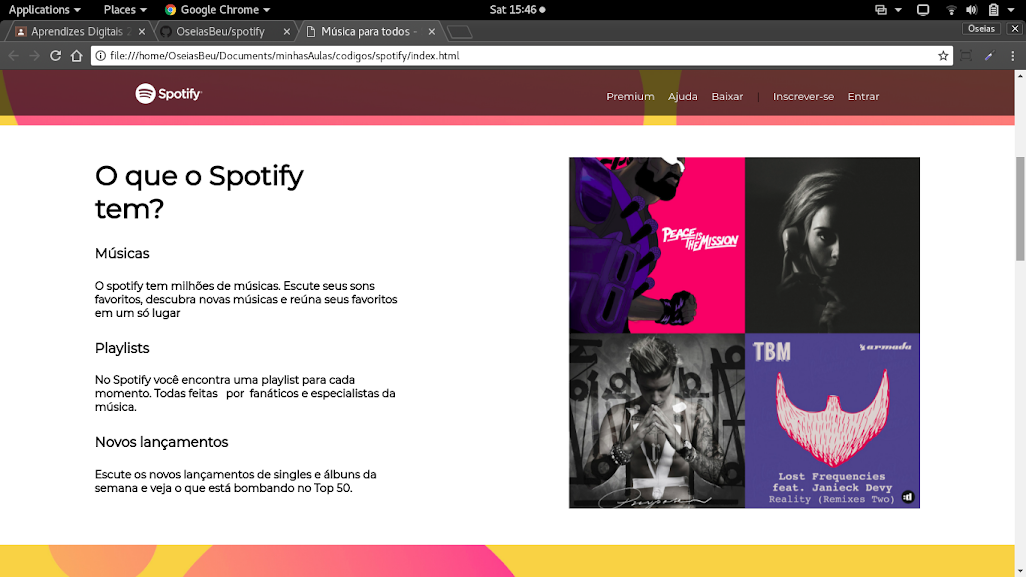 Applications Places Google Chrome Sat 15:46
Aprendizes Digitais OseiasBeu/spotify Música para todos - Oseias
file:///home/OseiasBeu/Documents/minhasAulas/codigos/spotify/index.html
Spotify Premium Ajuda Baixar | Inscrever-se Entrar
O que o Spotify
tem?
Músicas
O spotify tem milhões de músicas. Escute seus sons
favoritos, descubra novas músicas e reúna seus favoritos
em um só lugar
Playlists
No Spotify você encontra uma playlist para cada
momento. Todas feitas por fanáticos e especialistas da
música.
Novos lançamentos
Escute os novos lançamentos de singles e álbuns da
semana e veja o que está bombando no Top 50.
PEACE IS
THE MISSION
Purpose
TBM armada
Lost Frequencies
feat. Janieck Devy
Reality (Remixes Two)